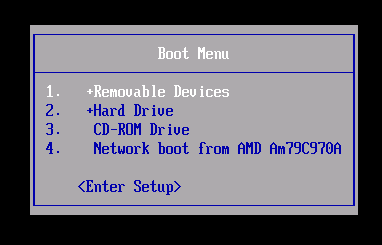 Boot Menu
1. +Removable Devices
2. +Hard Drive
3. CD-ROM Drive
4. Network boot from AMD Am79C970A
<Enter Setup>